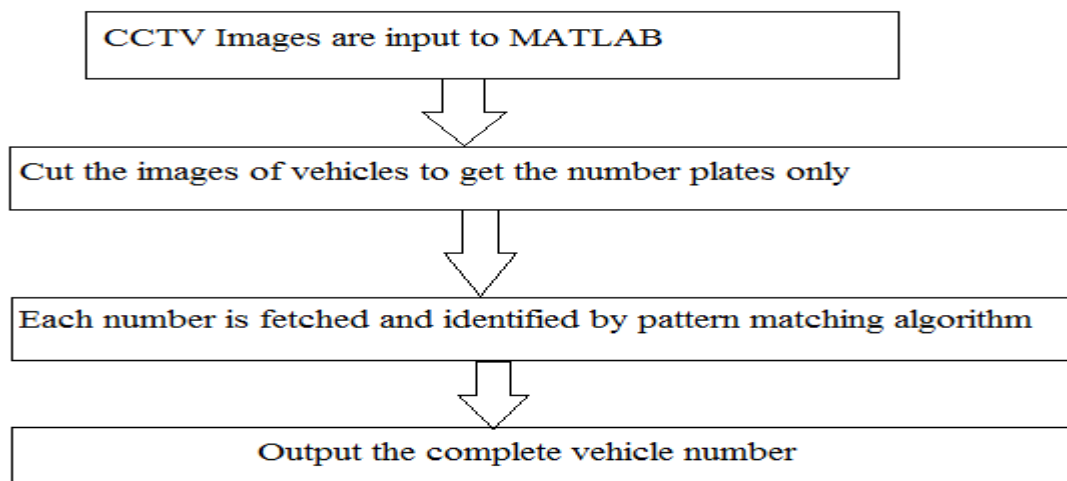 CCTV Images are input to MATLAB
Cut the images of vehicles to get the number plates only
Each number is fetched and identified by pattern matching algorithm
Output the complete vehicle number